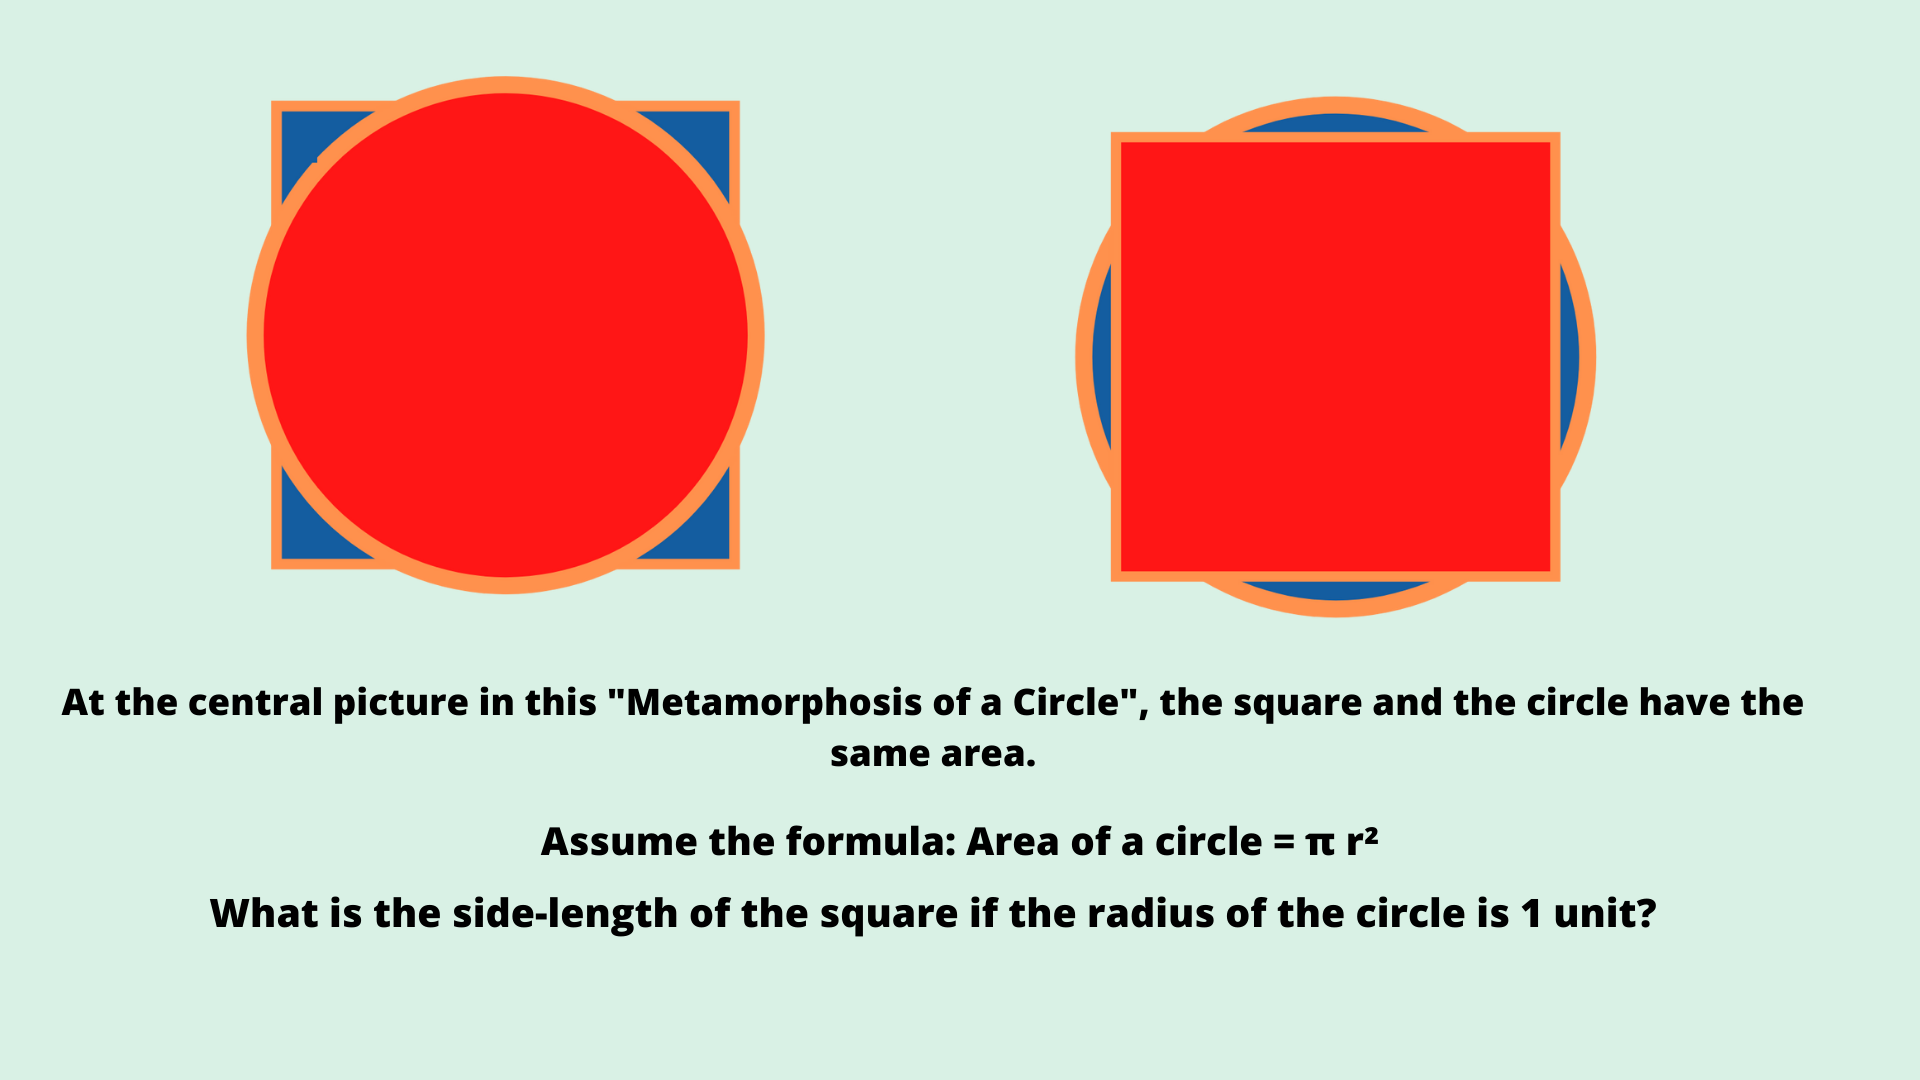 At the central picture in this "Metamorphosis of a Circle", the square and the circle have the
same area.
Assume the formula: Area of a circle = π r²
What is the side-length of the square if the radius of the circle is 1 unit?